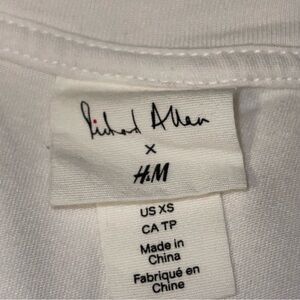 Richard Allan
x
H&M
US XS
CA TP
Made in
China
Fabriqué en
Chine